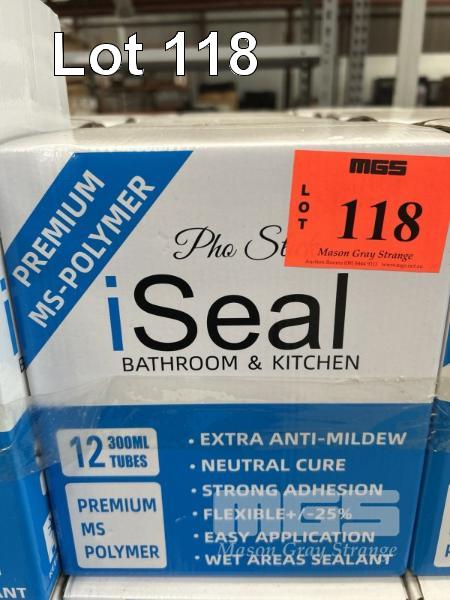 Lot 118
PREMIUM
MS-POLYMER
MGS
LOT
118
Mason Gray Strange
Pho
iSeal
BATHROOM & KITCHEN
12 300ML
TUBES
PREMIUM
MS
POLYMER
• EXTRA ANTI-MILDEW
• NEUTRAL CURE
• STRONG ADHESION
• FLEXIBLE+/-25%
• EASY APPLICATION
• WET AREAS SEALANT
MGS
Mason Gray Strange
ANT